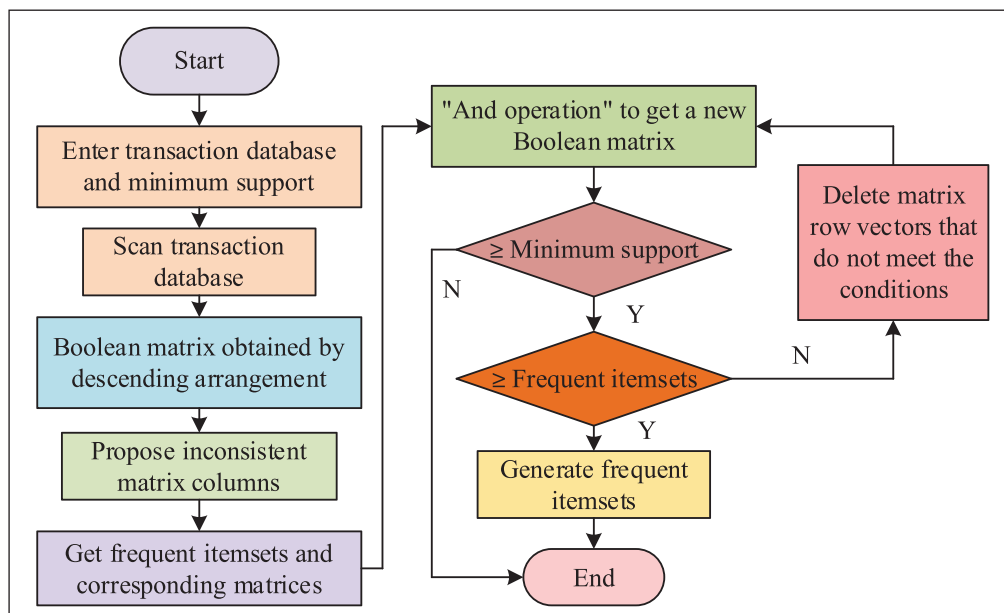 Start
Enter transaction database
and minimum support
Scan transaction
database
Boolean matrix obtained by
descending arrangement
Propose inconsistent
matrix columns
Get frequent itemsets and
corresponding matrices
"And operation" to get a new
Boolean matrix
≥ Minimum support
N
Y
≥ Frequent itemsets
N
Y
Delete matrix
row vectors that
do not meet the
conditions
Generate frequent
itemsets
End